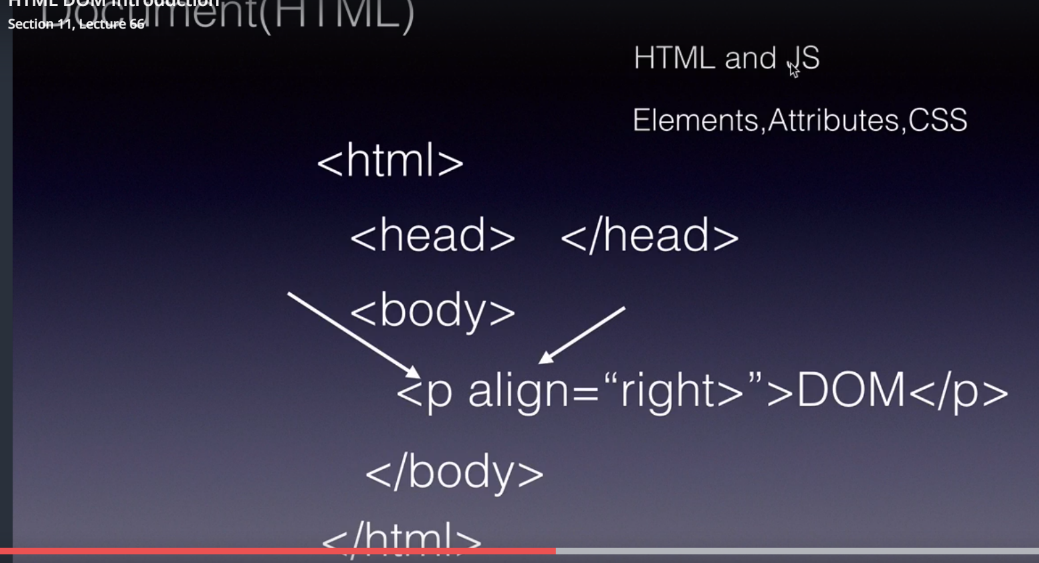 HTML DOM Introduction
Section 11, Lecture 66
Document(HTML)
HTML and JS
Elements,Attributes,CSS
<html>
<head> </head>
<body>
<p align=“right>”>DOM</p>
</body>
</html>